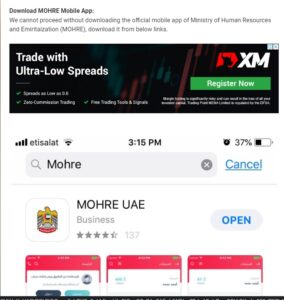 Download MOHRE Mobile App:
We cannot proceed without downloading the official mobile app of Ministry of Human Resources
and Emiritaization (MOHRE), download it from below links.
Trade with
Ultra-Low Spreads
XM
Register Now
✓ Spreads as Low as 0.6
✓ Zero-Commission Trading ✓ Free Trading Tools & Signals
etisalat 3:15 PM 37%
Mohre Cancel
MOHRE UAE
Business
137
OPEN